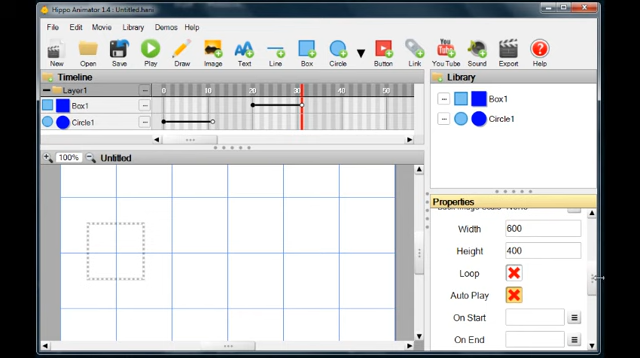 Hippo Animator 1.4 : Untitled.hani
File Edit Movie Library Demos Help
New Open Save Play Draw Image Text Line Box Circle Button Link You Tube Sound Export Help
Timeline
Layer1
0 10 20 30 40 50
Box1
Circle1
100% Untitled
Library
Box1
Circle1
Properties
Width 600
Height 400
Loop
Auto Play
On Start
On End